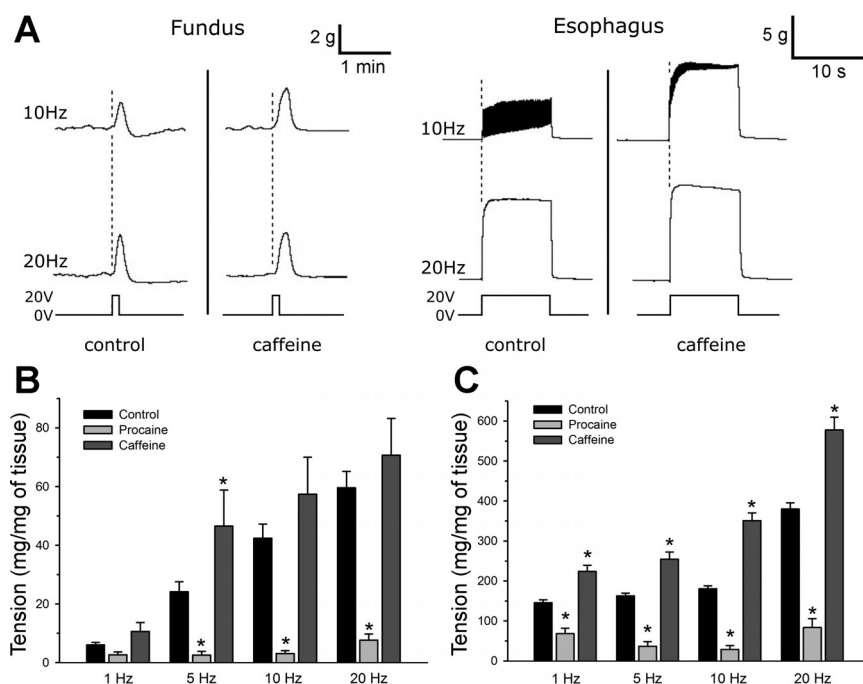 A
Fundus
2 g
1 min
Esophagus
5 g
10 s
10Hz
10Hz
20Hz
20Hz
20V
0V
20V
0V
control
caffeine
control
caffeine
B
Control
Procaine
Caffeine
Tension (mg/mg of tissue)
80
60
40
20
0
*
*
*
*
1 Hz
5 Hz
10 Hz
20 Hz
C
Control
Procaine
Caffeine
Tension (mg/mg of tissue)
600
500
400
300
200
100
0
*
*
*
*
*
*
*
*
1 Hz
5 Hz
10 Hz
20 Hz